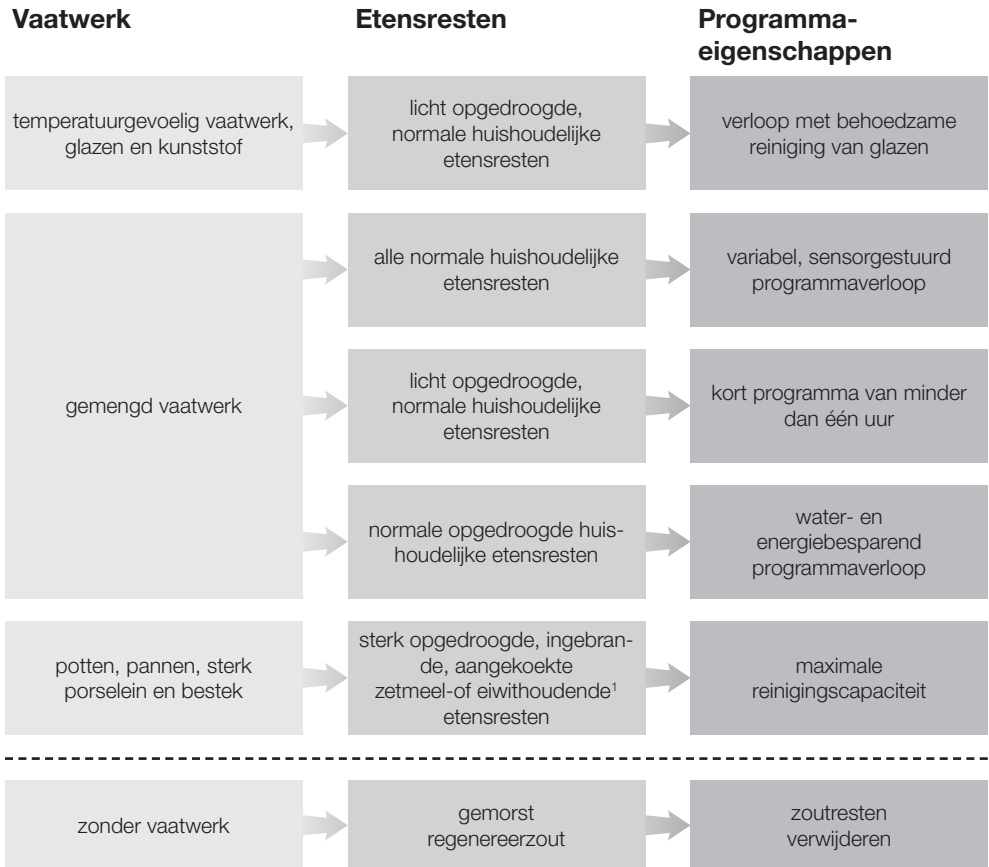 Vaatwerk
Etensresten
Programma-
eigenschappen
temperatuurgevoelig vaatwerk,
glazen en kunststof
licht opgedroogde,
normale huishoudelijke
etensresten
verloop met behoedzame
reiniging van glazen
gemengd vaatwerk
alle normale huishoudelijke
etensresten
variabel, sensorgestuurd
programmaverloop
licht opgedroogde,
normale huishoudelijke
etensresten
kort programma van minder
dan één uur
normale opgedroogde huis-
houdelijke etensresten
water- en
energiebesparend
programmaverloop
potten, pannen, sterk
porselein en bestek
sterk opgedroogde, ingebran-
de, aangekoekte
zetmeel-of eiwithoudende¹
etensresten
maximale
reinigingscapaciteit
zonder vaatwerk
gemorst
regenereerzout
zoutresten
verwijderen